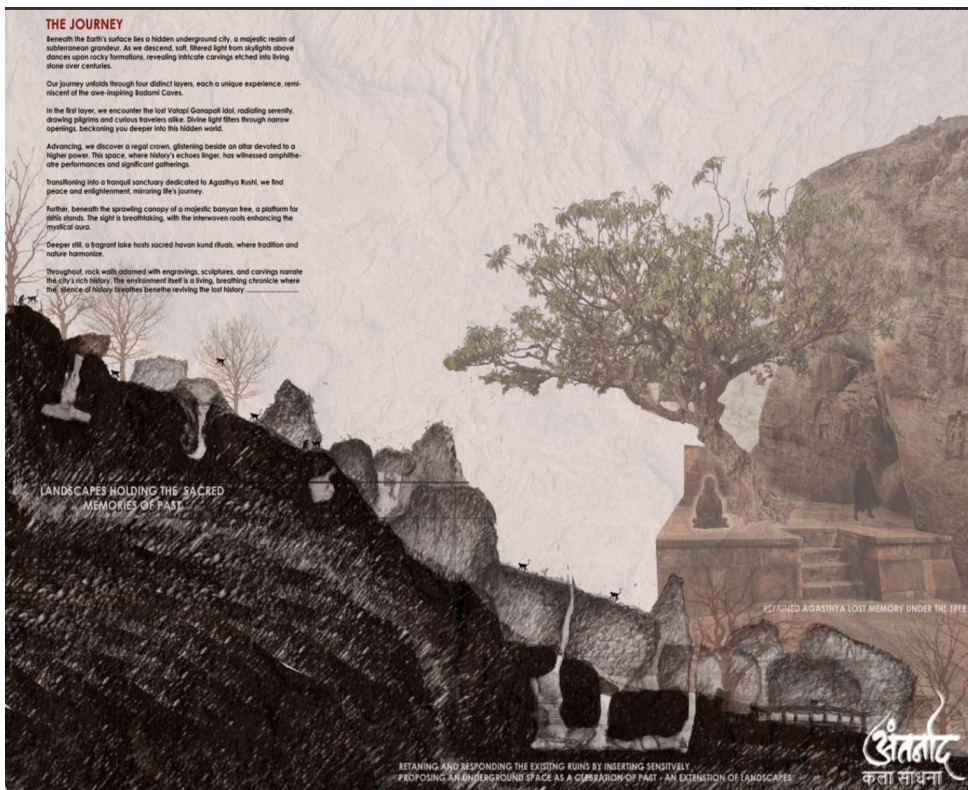 THE JOURNEY
Beneath the Earth's surface lies a hidden underground city, a majestic realm of
subterranean grandeur. As we descend, soft, filtered light from skylights above
dances upon rocky formations, revealing intricate carvings etched into living
stone over centuries.
Our journey unfolds through four distinct layers, each a unique experience, remi-
niscent of the awe-inspiring Badami Caves.
In the first layer, we encounter the lost Vatapi Ganapati idol, radiating serenity,
drawing pilgrims and curious travelers alike. Divine light filters through narrow
openings, beckoning you deeper into this hidden world.
Advancing, we discover a regal crown, glistening beside an altar devoted to a
higher power. This space, where history's echoes linger, has witnessed amphithe-
atre performances and significant gatherings.
Transitioning into a tranquil sanctuary dedicated to Agasthya Rushi, we find
peace and enlightenment, mirroring life's journey.
Further, beneath the sprawling canopy of a majestic banyan tree, a platform for
rishis stands. The sight is breathtaking, with the interwoven roots enhancing the
mystical aura.
Deeper still, a fragrant lake hosts sacred havan kund rituals, where tradition and
nature harmonize.
Throughout, rock walls adorned with engravings, sculptures, and carvings narrate
the city's rich history. The environment itself is a living, breathing chronicle where
the silence of history breathes benethe reviving the lost history ..............................
LANDSCAPES HOLDING THE SACRED
MEMORIES OF PAST
RETAINED AGASTHYA LOST MEMORY UNDER THE TREE
RETANING AND RESPONDING THE EXISITNG RUINS BY INSERTING SENSITVELY
PROPOSING AN UNDERGROUND SPACE AS A CLEBRATION OF PAST - AN EXTENSTION OF LANDSCAPES
अंतर्नाद
कला साधना